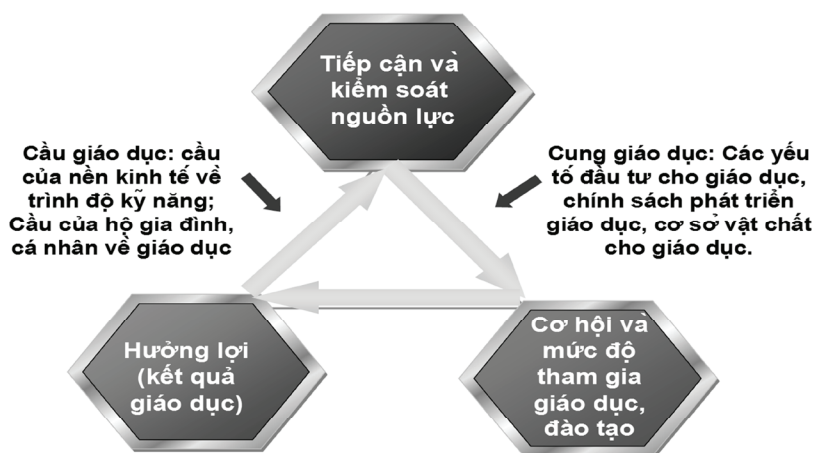 Tiếp cận và
kiểm soát
nguồn lực
Cầu giáo dục: cầu
của nền kinh tế về
trình độ kỹ năng;
Cầu của hộ gia đình,
cá nhân về giáo dục
Cung giáo dục: Các yếu
tố đầu tư cho giáo dục,
chính sách phát triển
giáo dục, cơ sở vật chất
cho giáo dục.
Hưởng lợi
(kết quả
giáo dục)
Cơ hội và
mức độ
tham gia
giáo dục,
đào tạo